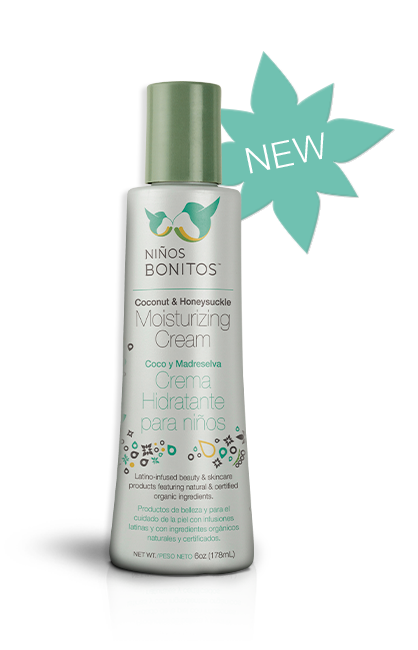 NEW
NIÑOS
BONITOS™
Coconut & Honeysuckle
Moisturizing
Cream
Coco y Madreselva
Crema
Hidratante
para niños
Latino-infused beauty & skincare
products featuring natural & certified
organic ingredients.
Productos de belleza y para el
cuidado de la piel con infusiones
latinas y con ingredientes orgánicos
naturales y certificados.
NET WT./PESO NETO 6oz (178mL)